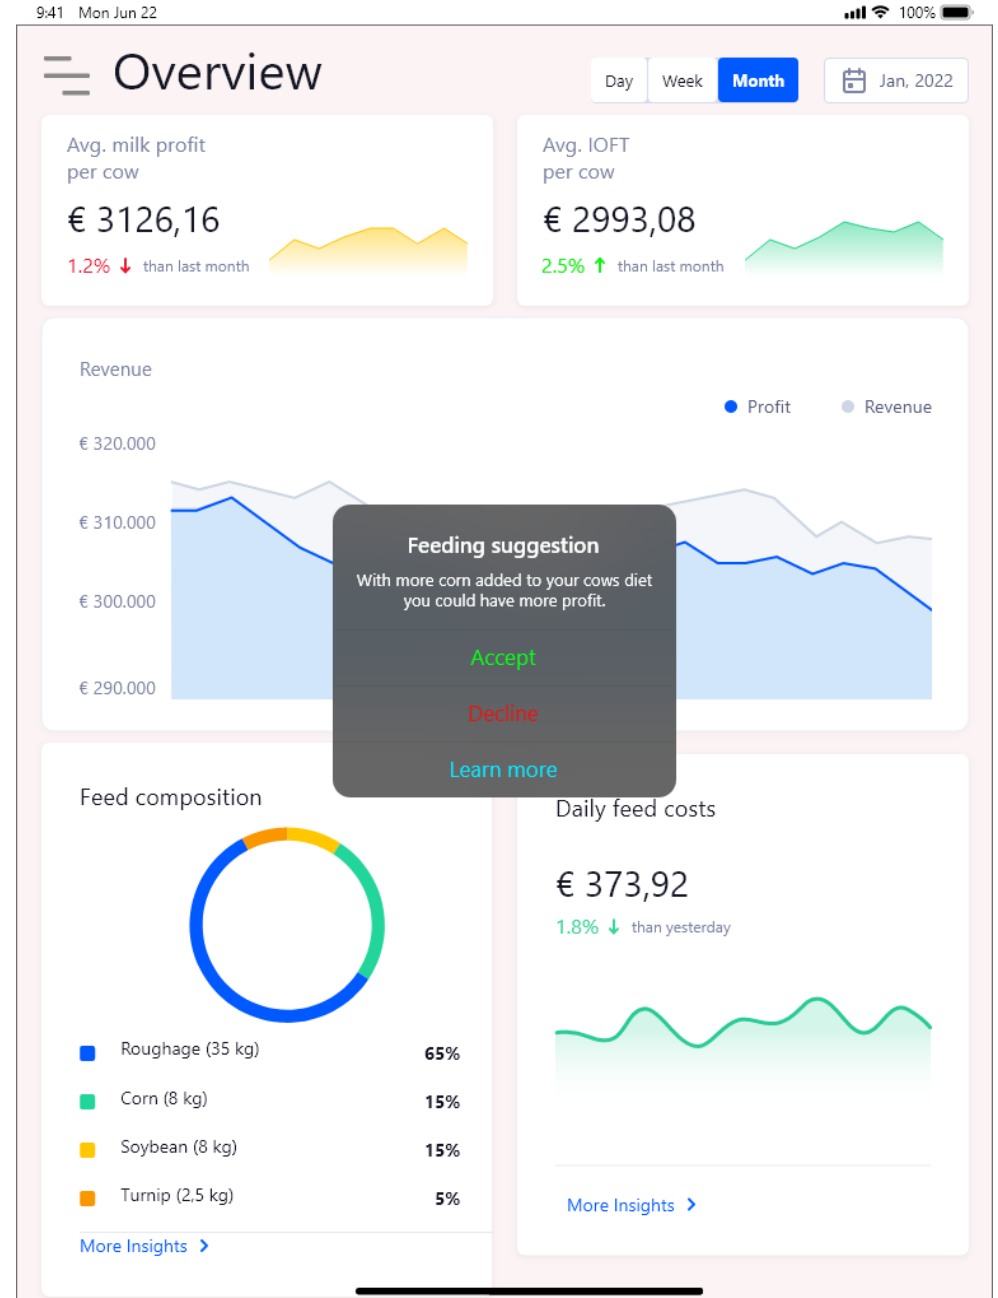 9:41 Mon Jun 22
100%
Overview
Day Week Month
Jan, 2022
Avg. milk profit
per cow
€ 3126,16
1.2% ↓ than last month
Avg. IOFT
per cow
€ 2993,08
2.5% ↑ than last month
Revenue
Profit Revenue
€ 320.000
€ 310.000
€ 300.000
€ 290.000
Feeding suggestion
With more corn added to your cows diet
you could have more profit.
Accept
Decline
Learn more
Feed composition
Roughage (35 kg) 65%
Corn (8 kg) 15%
Soybean (8 kg) 15%
Turnip (2,5 kg) 5%
More Insights >
Daily feed costs
€ 373,92
1.8% ↓ than yesterday
More Insights >